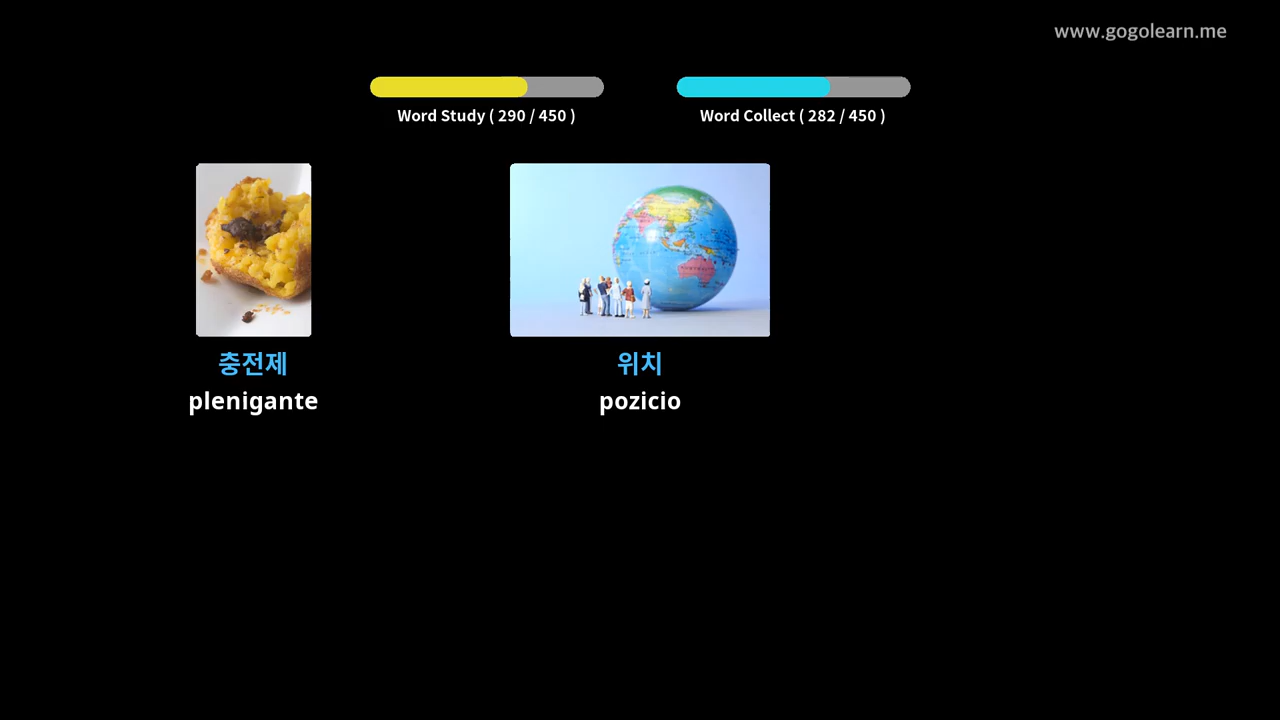 www.gogolearn.me
Word Study ( 290 / 450 )
Word Collect ( 282 / 450 )
충전제
plenigante
위치
pozicio